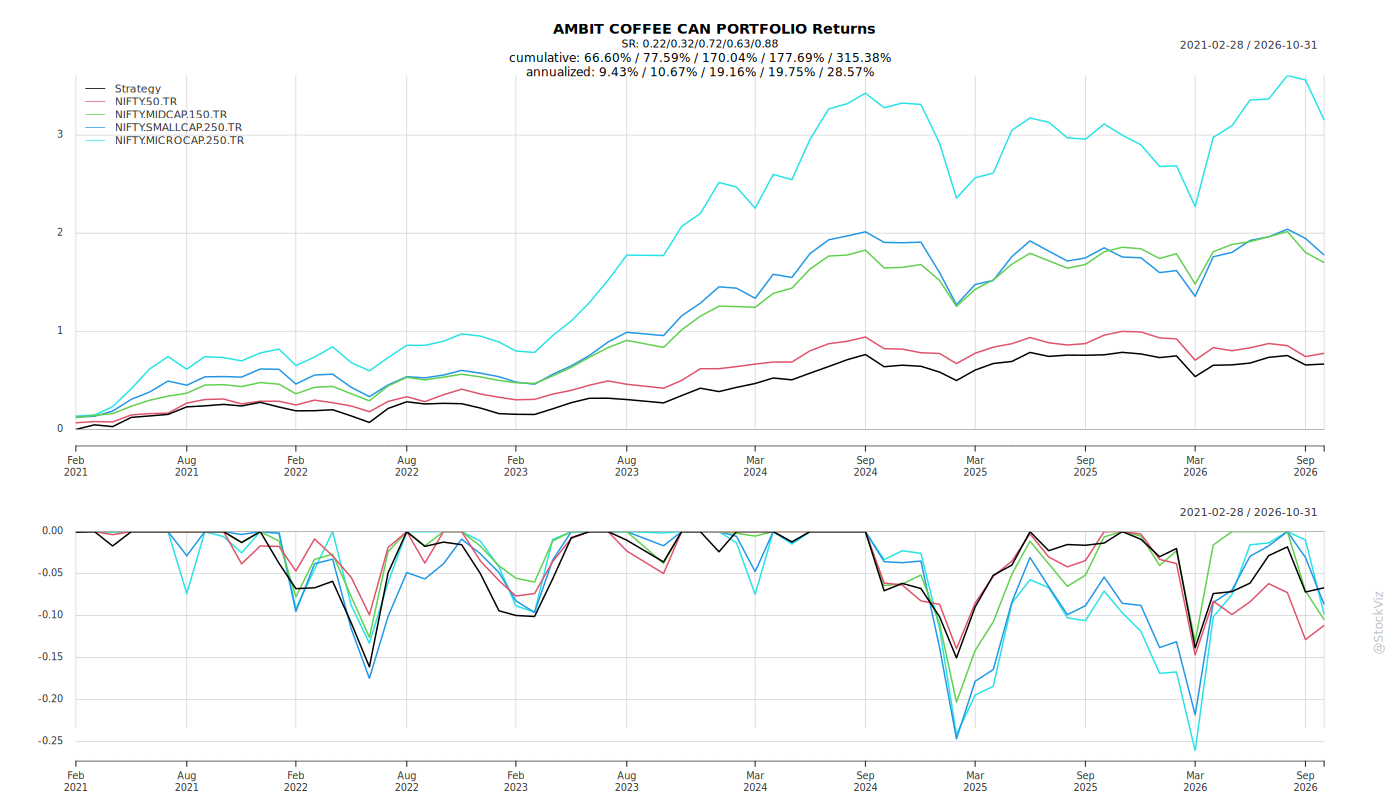 AMBIT COFFEE CAN PORTFOLIO Returns
SR: 0.22/0.32/0.72/0.63/0.88
cumulative: 66.60% / 77.59% / 170.04% / 177.69% / 315.38%
annualized: 9.43% / 10.67% / 19.16% / 19.75% / 28.57%
2021-02-28 / 2026-10-31
Strategy
NIFTY.50.TR
NIFTY.MIDCAP.150.TR
NIFTY.SMALLCAP.250.TR
NIFTY.MICROCAP.250.TR
3
2
1
0
Feb 2021
Aug 2021
Feb 2022
Aug 2022
Feb 2023
Aug 2023
Mar 2024
Sep 2024
Mar 2025
Sep 2025
Mar 2026
Sep 2026
2021-02-28 / 2026-10-31
0.00
-0.05
-0.10
-0.15
-0.20
-0.25
Feb 2021
Aug 2021
Feb 2022
Aug 2022
Feb 2023
Aug 2023
Mar 2024
Sep 2024
Mar 2025
Sep 2025
Mar 2026
Sep 2026
@StockViz